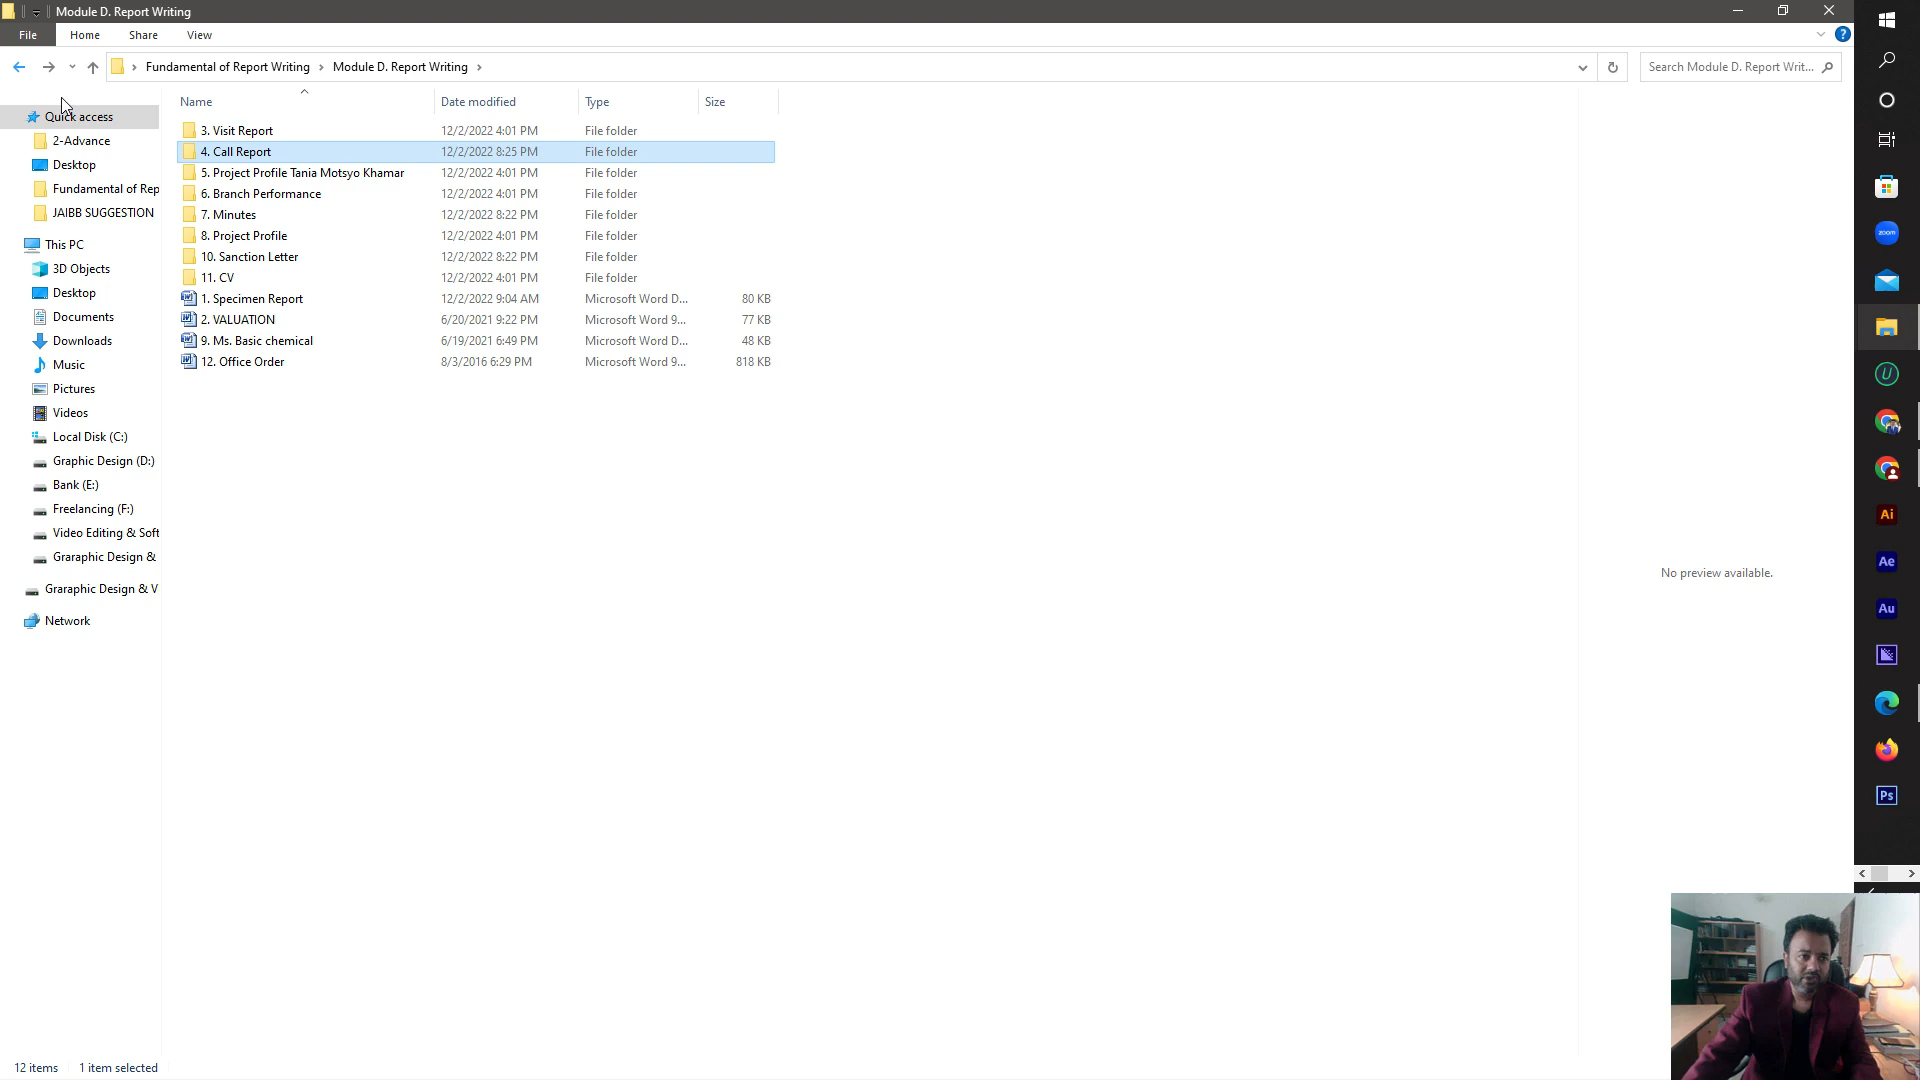 Module D. Report Writing
File Home Share View
Fundamental of Report Writing Module D. Report Writing
Search Module D. Report Writ...
Name Date modified Type Size
3. Visit Report 12/2/2022 4:01 PM File folder
4. Call Report 12/2/2022 8:25 PM File folder
5. Project Profile Tania Motsyo Khamar 12/2/2022 4:01 PM File folder
6. Branch Performance 12/2/2022 4:01 PM File folder
7. Minutes 12/2/2022 8:22 PM File folder
8. Project Profile 12/2/2022 4:01 PM File folder
10. Sanction Letter 12/2/2022 8:22 PM File folder
11. CV 12/2/2022 4:01 PM File folder
1. Specimen Report 12/2/2022 9:04 AM Microsoft Word D... 80 KB
2. VALUATION 6/20/2021 9:22 PM Microsoft Word 9... 77 KB
9. Ms. Basic chemical 6/19/2021 6:49 PM Microsoft Word D... 48 KB
12. Office Order 8/3/2016 6:29 PM Microsoft Word 9... 818 KB
Quick access
2-Advance
Desktop
Fundamental of Rep
JAIBB SUGGESTION
This PC
3D Objects
Desktop
Documents
Downloads
Music
Pictures
Videos
Local Disk (C:)
Graphic Design (D:)
Bank (E:)
Freelancing (F:)
Video Editing & Soft
Graraphic Design &
Graraphic Design & V
Network
No preview available.
12 items 1 item selected
zoom
U
Ai
Ae
Au
Ps